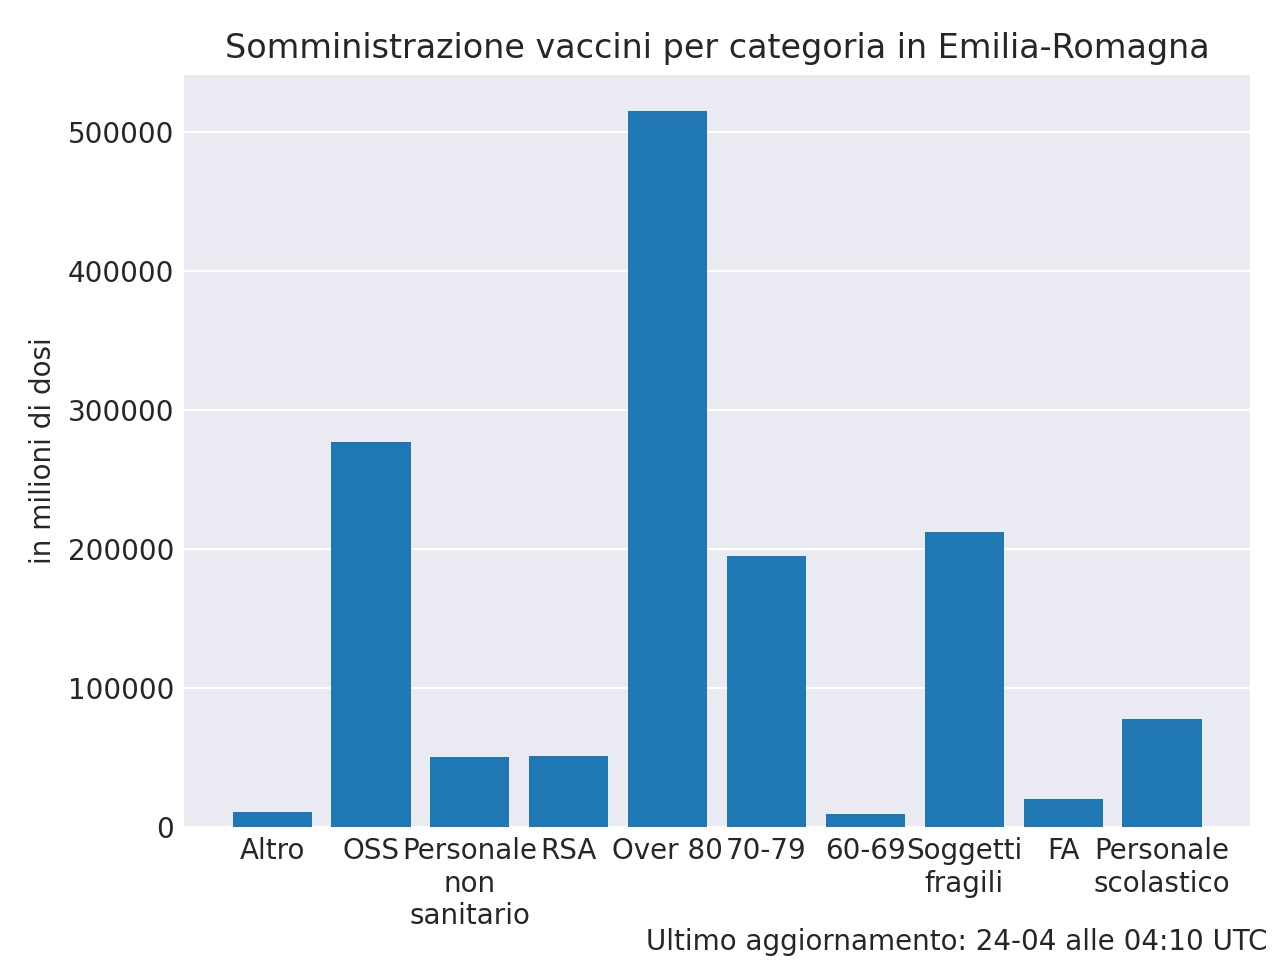 Somministrazione vaccini per categoria in Emilia-Romagna
in milioni di dosi
500000
400000
300000
200000
100000
0
Altro
OSS
Personale
non
sanitario
RSA
Over 80
70-79
60-69
Soggetti
fragili
FA
Personale
scolastico
Ultimo aggiornamento: 24-04 alle 04:10 UTC